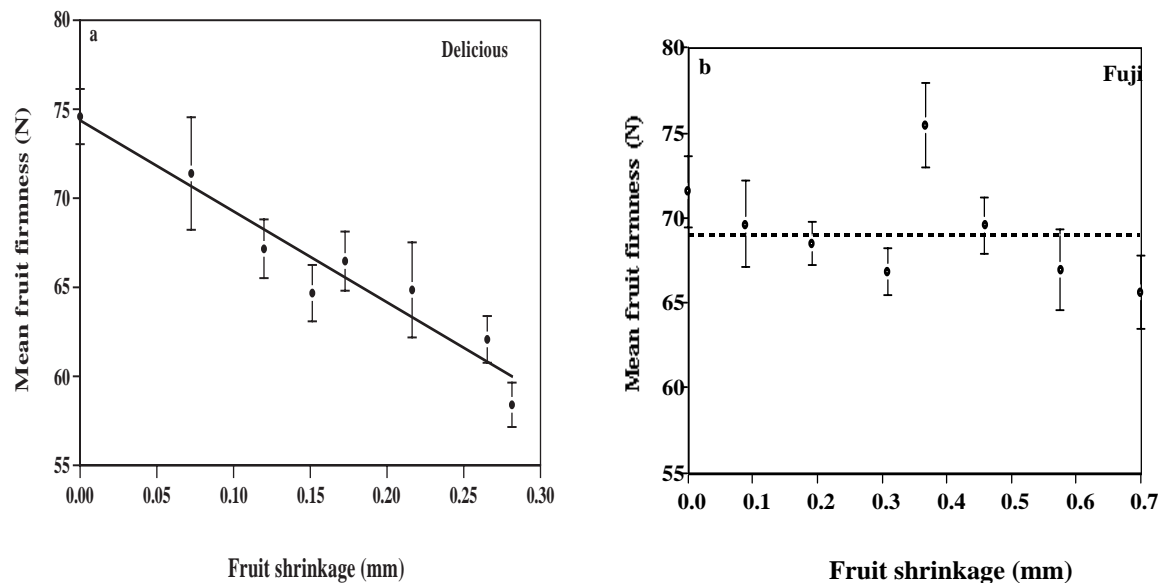 a
Delicious
Mean fruit firmness (N)
80
75
70
65
60
55
0.00 0.05 0.10 0.15 0.20 0.25 0.30
Fruit shrinkage (mm)
b
Fuji
Mean fruit firmness (N)
80
75
70
65
60
55
0.0 0.1 0.2 0.3 0.4 0.5 0.6 0.7
Fruit shrinkage (mm)